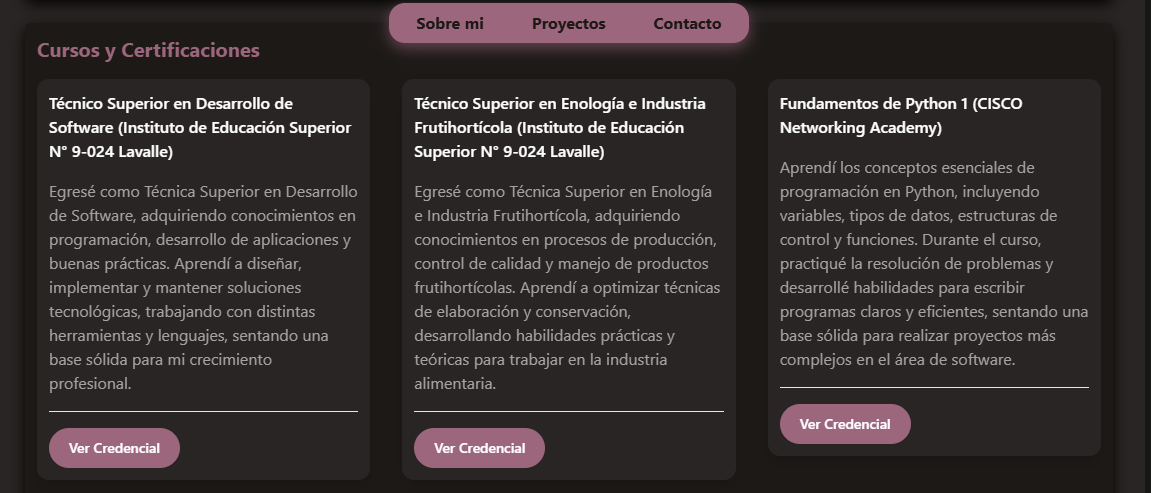 Sobre mi
Proyectos
Contacto
Cursos y Certificaciones
Técnico Superior en Desarrollo de
Software (Instituto de Educación Superior
N° 9-024 Lavalle)
Egresé como Técnica Superior en Desarrollo
de Software, adquiriendo conocimientos en
programación, desarrollo de aplicaciones y
buenas prácticas. Aprendí a diseñar,
implementar y mantener soluciones
tecnológicas, trabajando con distintas
herramientas y lenguajes, sentando una
base sólida para mi crecimiento
profesional.
Ver Credencial
Técnico Superior en Enología e Industria
Frutihortícola (Instituto de Educación
Superior N° 9-024 Lavalle)
Egresé como Técnica Superior en Enología
e Industria Frutihortícola, adquiriendo
conocimientos en procesos de producción,
control de calidad y manejo de productos
frutihortícolas. Aprendí a optimizar técnicas
de elaboración y conservación,
desarrollando habilidades prácticas y
teóricas para trabajar en la industria
alimentaria.
Ver Credencial
Fundamentos de Python 1 (CISCO
Networking Academy)
Aprendí los conceptos esenciales de
programación en Python, incluyendo
variables, tipos de datos, estructuras de
control y funciones. Durante el curso,
practiqué la resolución de problemas y
desarrollé habilidades para escribir
programas claros y eficientes, sentando una
base sólida para realizar proyectos más
complejos en el área de software.
Ver Credencial